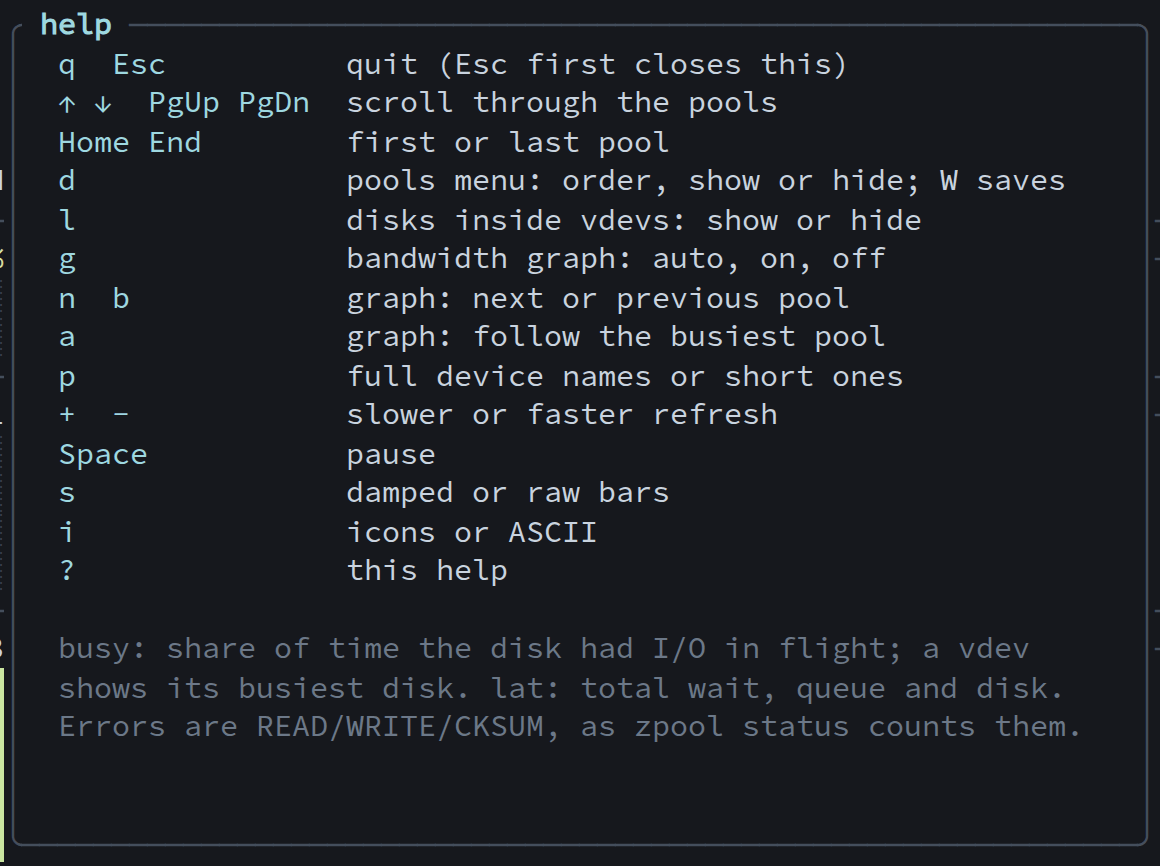 help
q  Esc          quit (Esc first closes this)
↑ ↓  PgUp PgDn  scroll through the pools
Home End        first or last pool
d               pools menu: order, show or hide; W saves
l               disks inside vdevs: show or hide
g               bandwidth graph: auto, on, off
n  b            graph: next or previous pool
a               graph: follow the busiest pool
p               full device names or short ones
+  -            slower or faster refresh
Space           pause
s               damped or raw bars
i               icons or ASCII
?               this help
busy: share of time the disk had I/O in flight; a vdev
shows its busiest disk. lat: total wait, queue and disk.
Errors are READ/WRITE/CKSUM, as zpool status counts them.